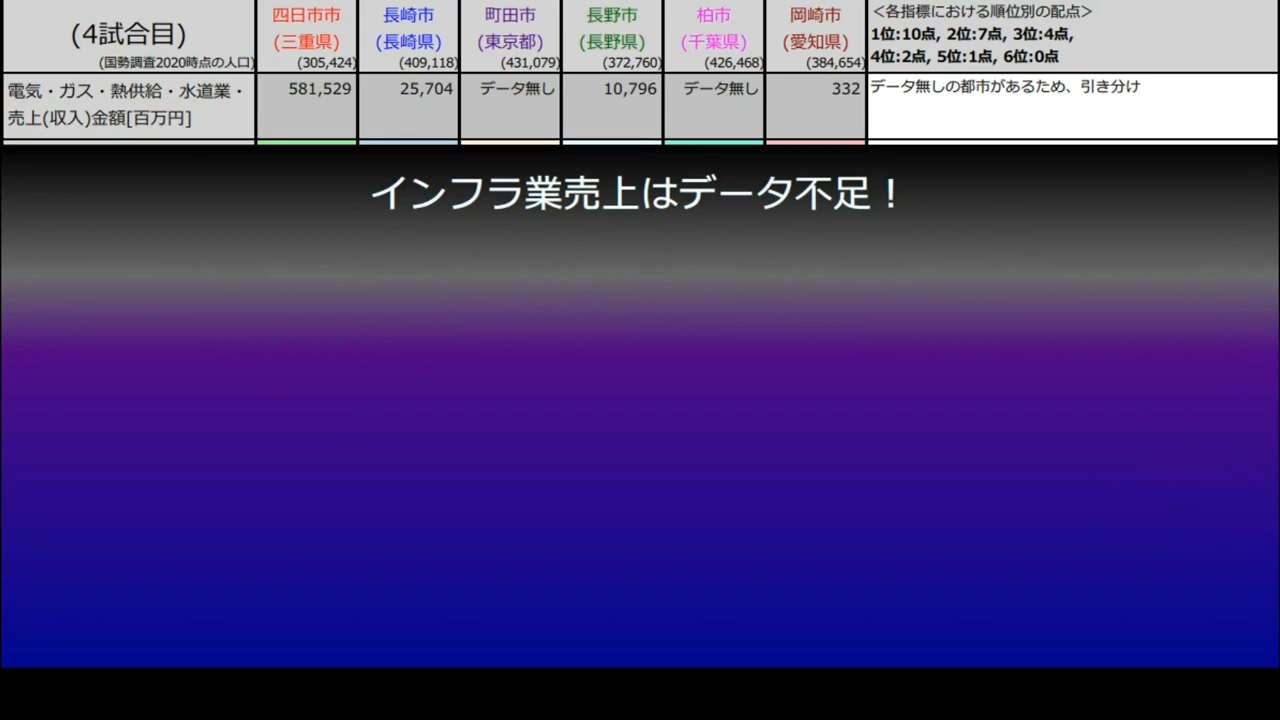 (4試合目)
(国勢調査2020時点の人口)
四日市市
(三重県)
(305,424)
長崎市
(長崎県)
(409,118)
町田市
(東京都)
(431,079)
長野市
(長野県)
(372,760)
柏市
(千葉県)
(426,468)
岡崎市
(愛知県)
(384,654)
＜各指標における順位別の配点＞
1位:10点, 2位:7点, 3位:4点,
4位:2点, 5位:1点, 6位:0点
電気・ガス・熱供給・水道業・
売上(収入)金額[百万円]
581,529
25,704
データ無し
10,796
データ無し
332
データ無しの都市があるため、引き分け
インフラ業売上はデータ不足！